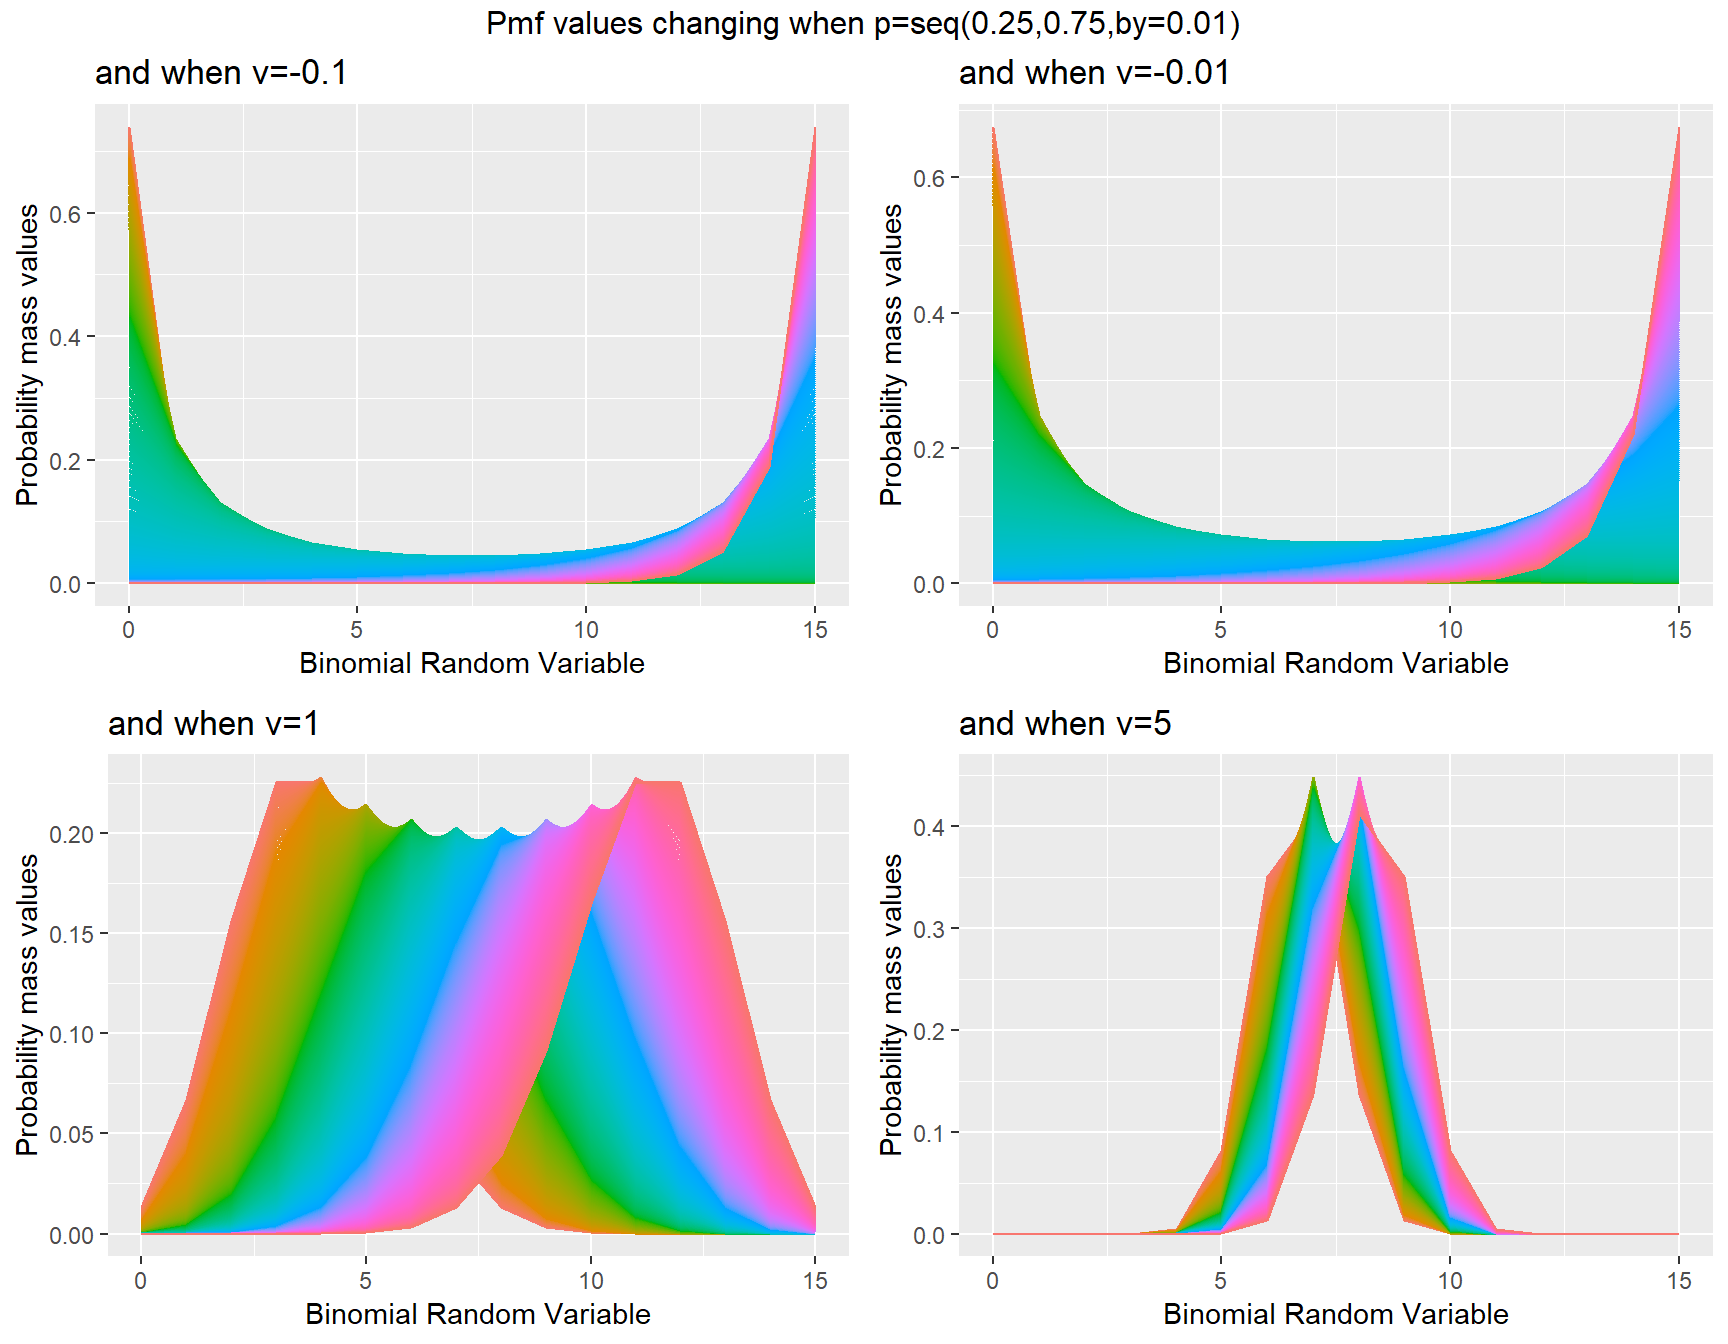 Pmf values changing when p=seq(0.25,0.75,by=0.01)
and when v=-0.1
Probability mass values
0.6
0.4
0.2
0.0
0 5 10 15
Binomial Random Variable
and when v=-0.01
Probability mass values
0.6
0.4
0.2
0.0
0 5 10 15
Binomial Random Variable
and when v=1
Probability mass values
0.20
0.15
0.10
0.05
0.00
0 5 10 15
Binomial Random Variable
and when v=5
Probability mass values
0.4
0.3
0.2
0.1
0.0
0 5 10 15
Binomial Random Variable